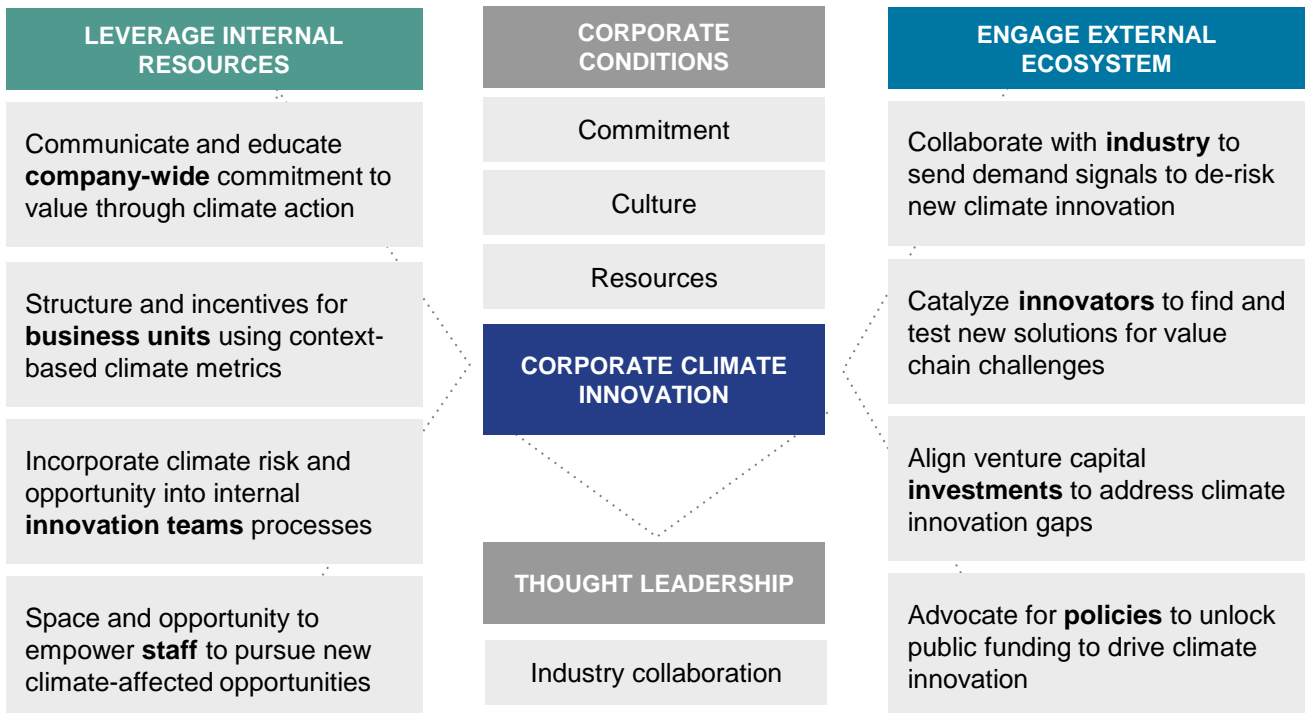 LEVERAGE INTERNAL
RESOURCES
Communicate and educate
company-wide commitment to
value through climate action
Structure and incentives for
business units using context-
based climate metrics
Incorporate climate risk and
opportunity into internal
innovation teams processes
Space and opportunity to
empower staff to pursue new
climate-affected opportunities
CORPORATE
CONDITIONS
Commitment
Culture
Resources
CORPORATE CLIMATE
INNOVATION
THOUGHT LEADERSHIP
Industry collaboration
ENGAGE EXTERNAL
ECOSYSTEM
Collaborate with industry to
send demand signals to de-risk
new climate innovation
Catalyze innovators to find and
test new solutions for value
chain challenges
Align venture capital
investments to address climate
innovation gaps
Advocate for policies to unlock
public funding to drive climate
innovation